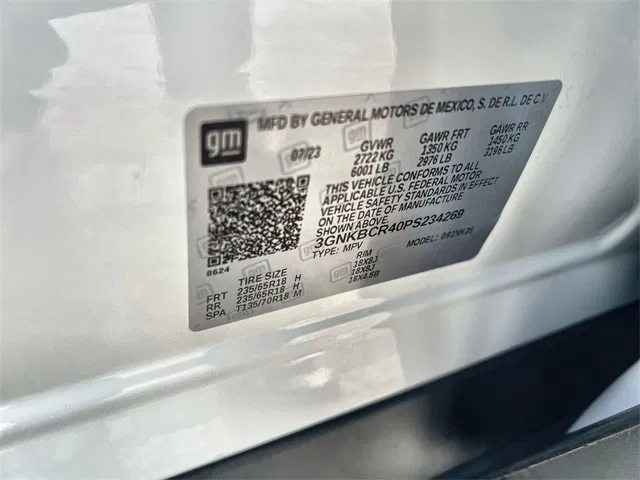 gm
MFD BY GENERAL MOTORS DE MEXICO, S. DE R.L. DE C.V.
07/23 GVWR GAWR FRT GAWR RR
2722 KG 1350 KG 1450 KG
6001 LB 2976 LB 3196 LB
THIS VEHICLE CONFORMS TO ALL
APPLICABLE U.S. FEDERAL MOTOR
VEHICLE SAFETY STANDARDS IN EFFECT
ON THE DATE OF MANUFACTURE
SHOWN ABOVE.
3GNKBCR40PS234269
TYPE: MPV MODEL:
8624
TIRE SIZE RIM
FRT 235/65R18 H 18X8J
RR 235/65R18 H 18X8J
SPA T135/70R18 M 18X4.5B